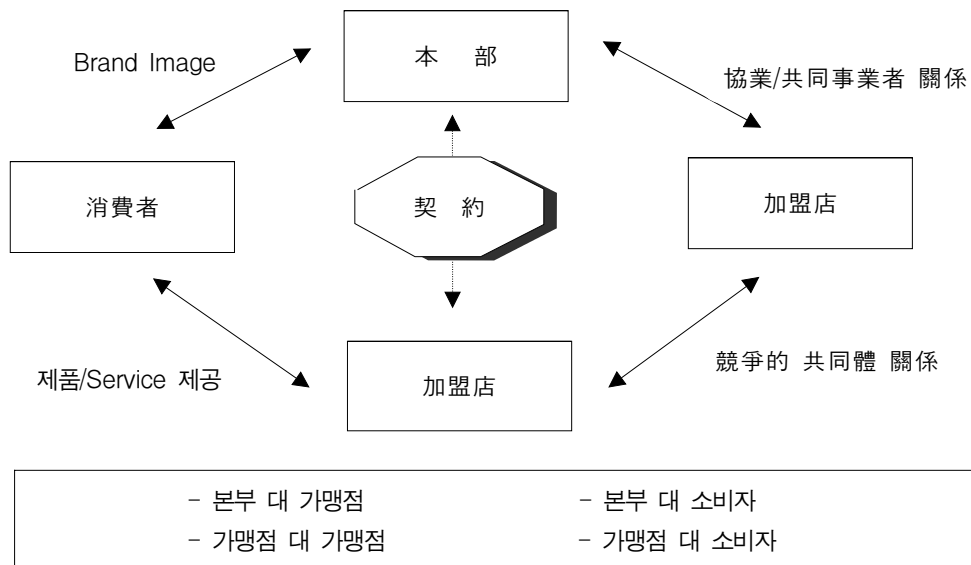 本 部
Brand Image
協業/共同事業者 關係
消費者
契 約
加盟店
제품/Service 제공
加盟店
競爭的 共同體 關係
- 본부 대 가맹점
- 본부 대 소비자
- 가맹점 대 가맹점
- 가맹점 대 소비자